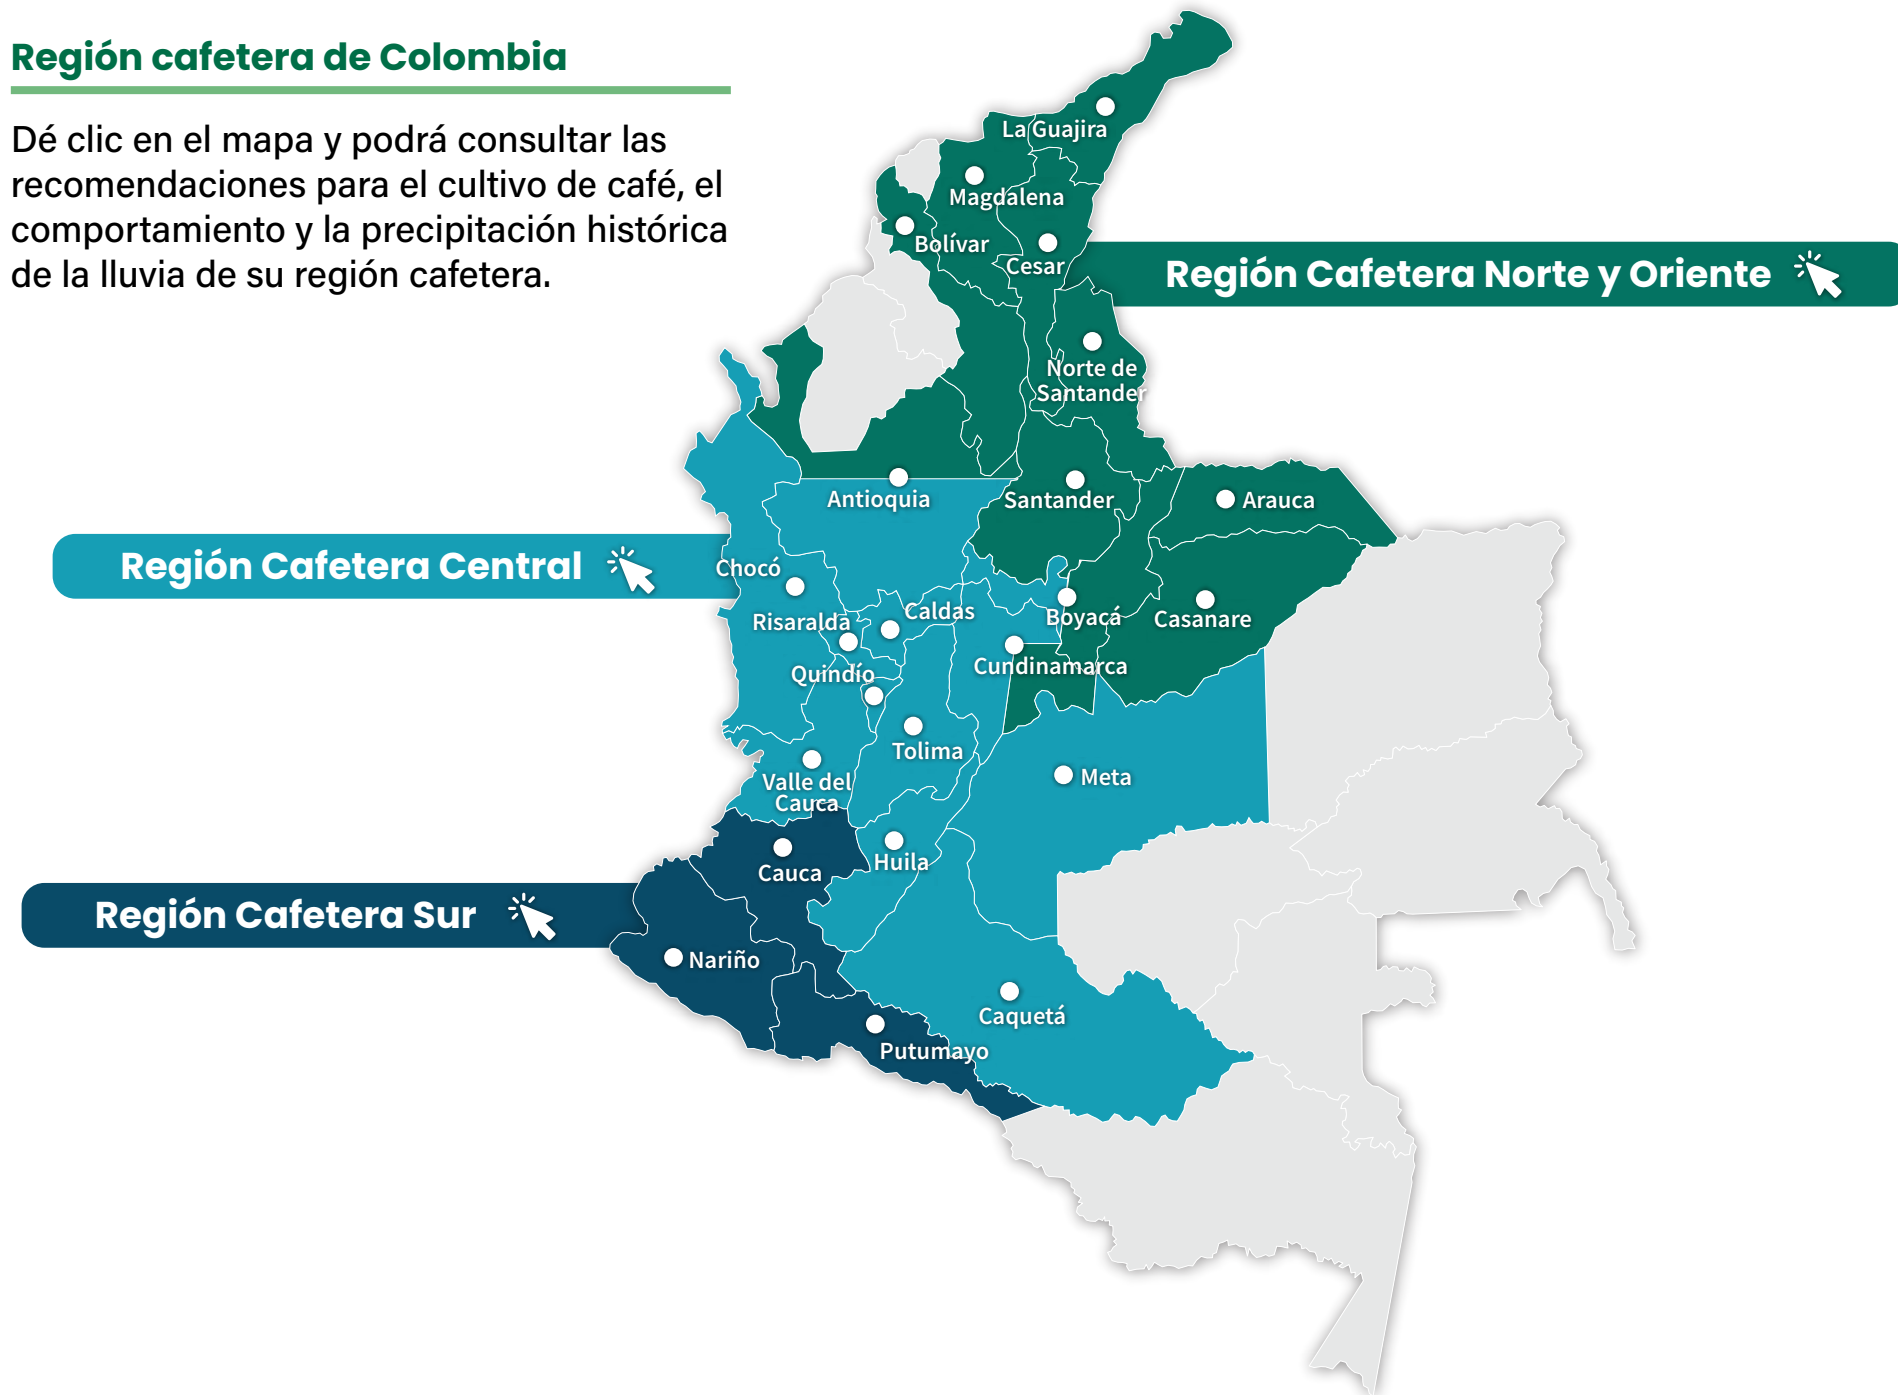 Región cafetera de Colombia
Dé clic en el mapa y podrá consultar las
recomendaciones para el cultivo de café, el
comportamiento y la precipitación histórica
de la lluvia de su región cafetera.
La Guajira
Magdalena
Bolívar
Cesar
Región Cafetera Norte y Oriente
Norte de
Santander
Antioquia
Santander
Arauca
Región Cafetera Central
Chocó
Caldas
Risaralda
Boyacá
Casanare
Quindío
Cundinamarca
Tolima
Valle del
Cauca
Meta
Huila
Cauca
Región Cafetera Sur
Nariño
Caquetá
Putumayo